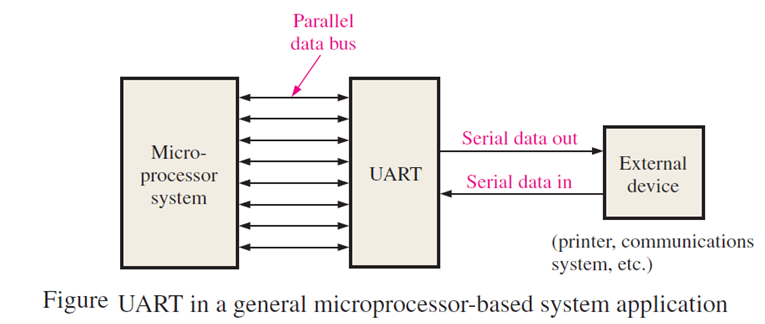 Parallel
data bus
Micro-
processor
system
UART
Serial data out
Serial data in
External
device
(printer, communications
system, etc.)
Figure UART in a general microprocessor-based system application